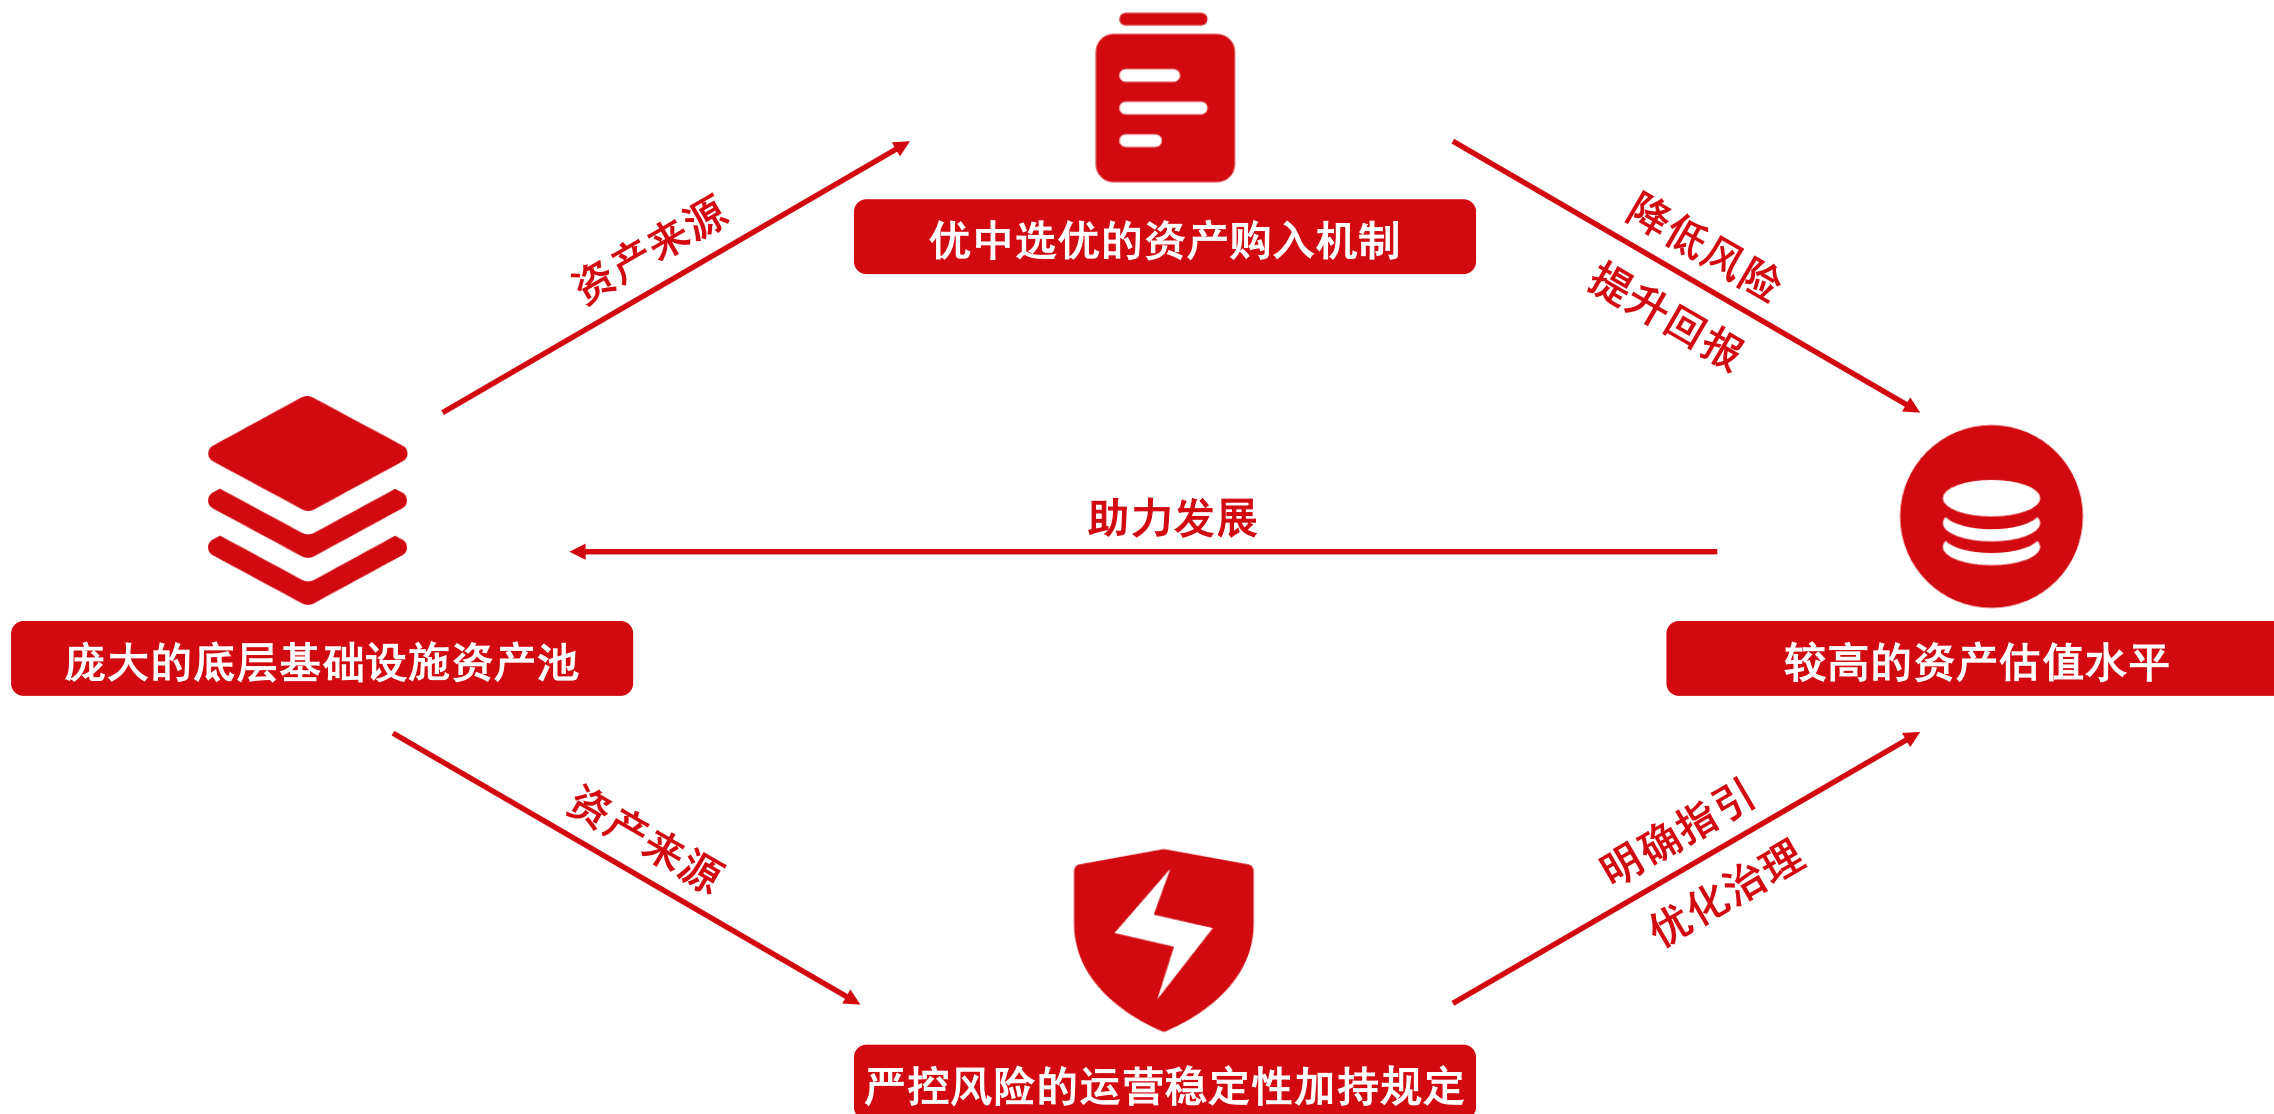 优中选优的资产购入机制
资产来源
降低风险
提升回报
助力发展
庞大的底层基础设施资产池
较高的资产估值水平
资产来源
明确指引
优化治理
严控风险的运营稳定性加持规定